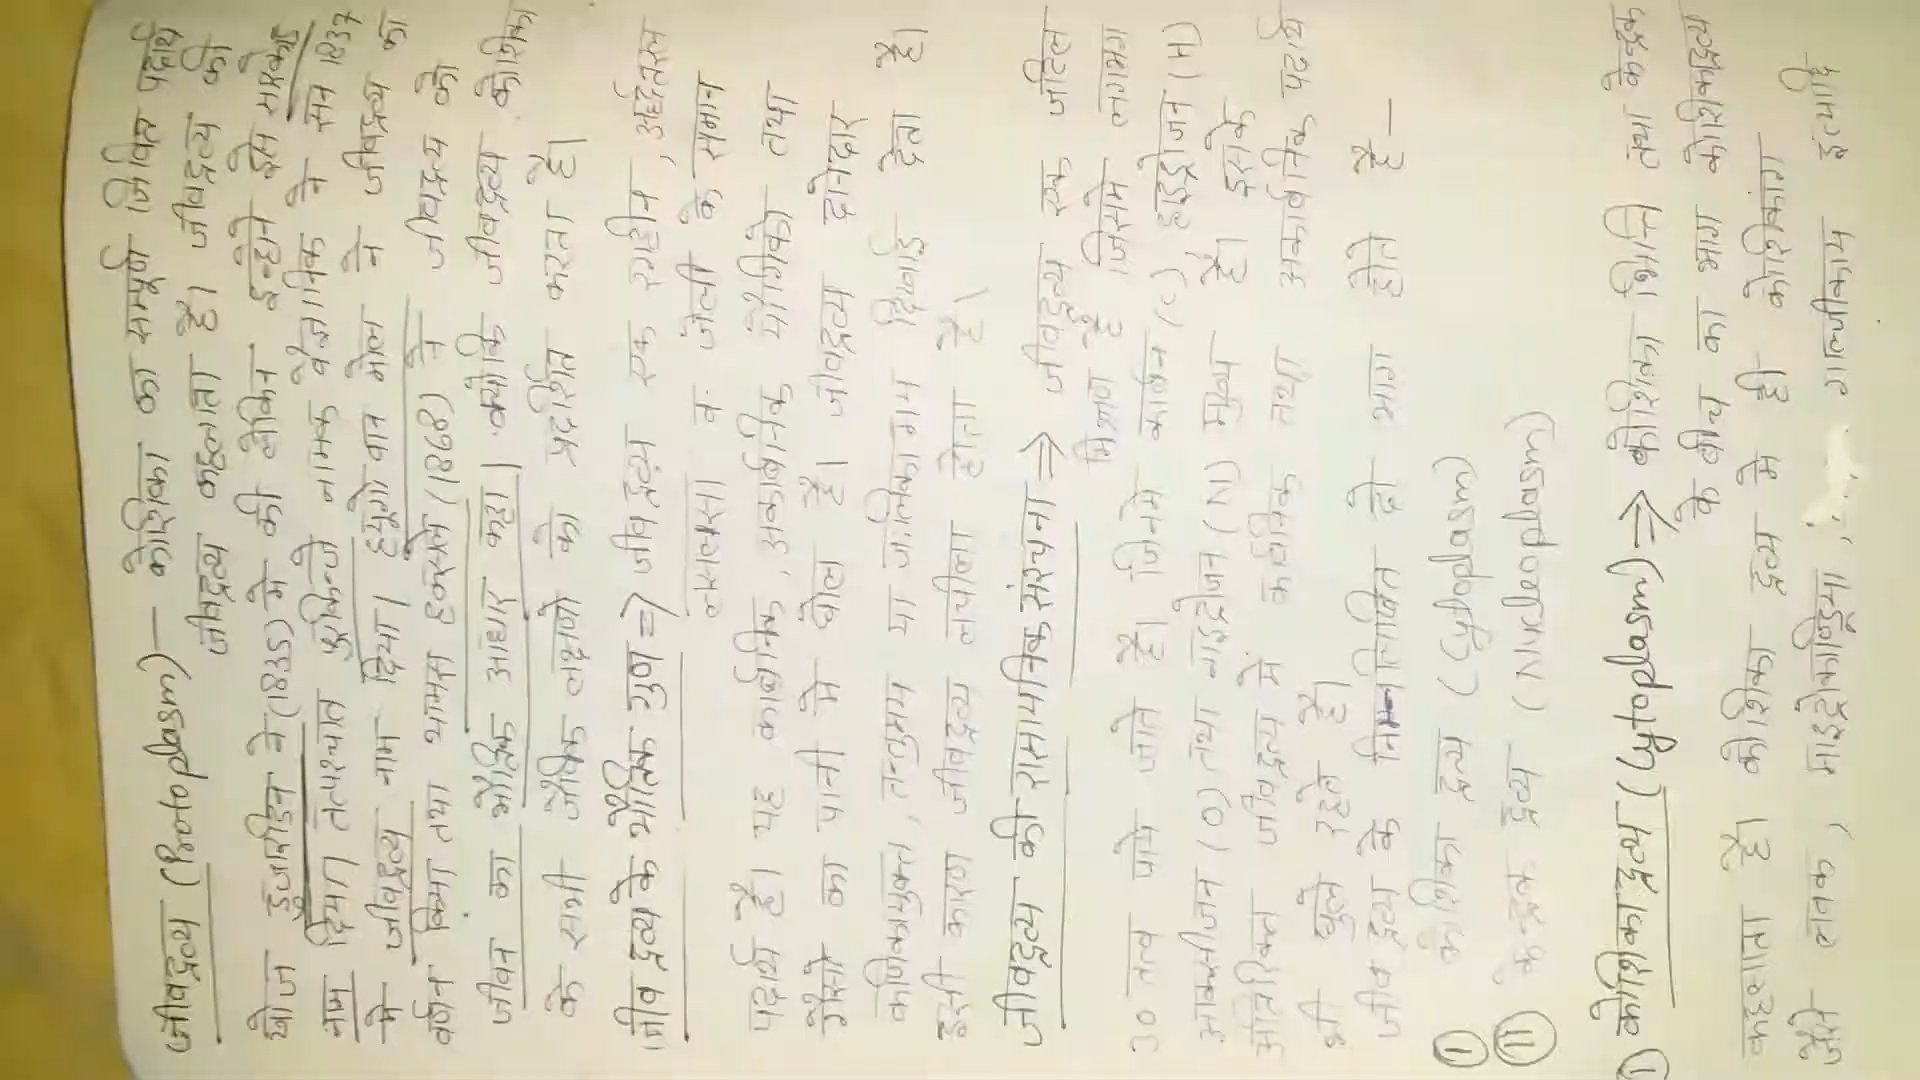 जीवद्रव्य (Protoplasm) — कोशिका का सम्पूर्ण जिवित पदार्थ
जीवद्रव्य कहलाता है। जीवद्रव्य की
खोज डुजारीडन ने (1835) मे की लेकिन इन्होने इसे सारकोड
नाम दिया। तत्पश्चात पुरकिन्जे नामक वैज्ञानिक ने सन 1837
मे जीवद्रव्य नाम दिया। ह्यूगो वान मोल ने जीवद्रव्य का
वर्णन किया तथा थामस हक्सले (1868) ने जीवद्रव्य को
जीवन का भौतिक आधार कहा। क्योकि जीवद्रव्य कोशिका
के सभी जैविक लक्षणो को प्रदर्शित करता है।
जीव द्रव्य के भौतिक गुण ⇒ जीव द्रव्य एक रंगहीन, अर्द्धतरल
लसलसा व जेली के समान
पदार्थ है। यह कार्बनिक, अकार्बनिक यौगिको तथा
गैसो का पानी मे घोल है। जीवद्रव्य दानेदार
कणिकायुक्त, तन्तुमय या जालिकावत दिखाई देता है।
इसी कारण जीवद्रव्य लचीला होता है।
जीवद्रव्य की रासायनिक संरचना ⇒ जीवद्रव्य एक जटिल
मिश्रण है जिसमे लगभग
30 तत्व पाये जाते है। जिनमे कार्बन (C), हाइड्रोजन (H)
आक्सीजन (O) तथा नाइट्रोजन (N) मुख्य है। इसके
अतिरिक्त जीवद्रव्य में कार्बनिक तथा अकार्बनिक पदार्थ
भी घुले रहते है।
जीव द्रव्य के निम्नलिखित दो भाग होते है —
(I) कोशिका द्रव्य (Cytoplasm)
(II) केन्द्रक द्रव्य (Nucleoplasm)
(I) कोशिका द्रव्य (Cytoplasm) ⇒ कोशिका भित्ति तथा केन्द्रक
के बीच का भाग कोशिकाद्रव्य
कहलाता है। कोशिका द्रव्य मे ही कोशिकांग
जैसे लवक, माइट्रोकाण्ड्रिया, गाल्जीकाय इत्यादि